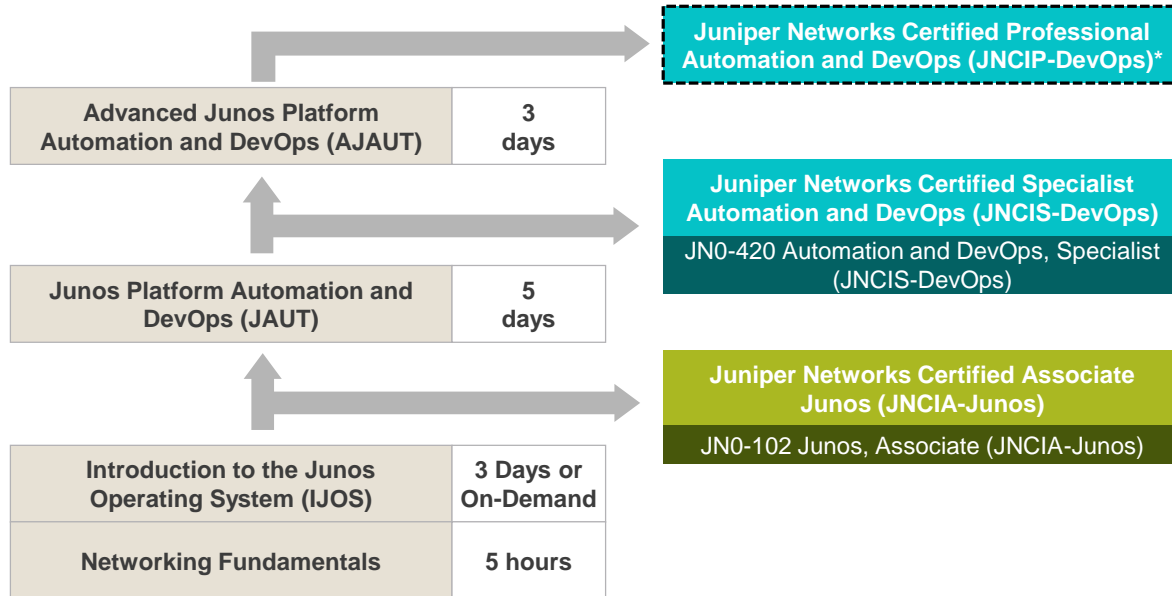 Juniper Networks Certified Professional
Automation and DevOps (JNCIP-DevOps)*
Advanced Junos Platform
Automation and DevOps (AJAUT)
3
days
Juniper Networks Certified Specialist
Automation and DevOps (JNCIS-DevOps)
JN0-420 Automation and DevOps, Specialist
(JNCIS-DevOps)
Junos Platform Automation and
DevOps (JAUT)
5
days
Juniper Networks Certified Associate
Junos (JNCIA-Junos)
JN0-102 Junos, Associate (JNCIA-Junos)
Introduction to the Junos
Operating System (IJOS)
3 Days or
On-Demand
Networking Fundamentals
5 hours